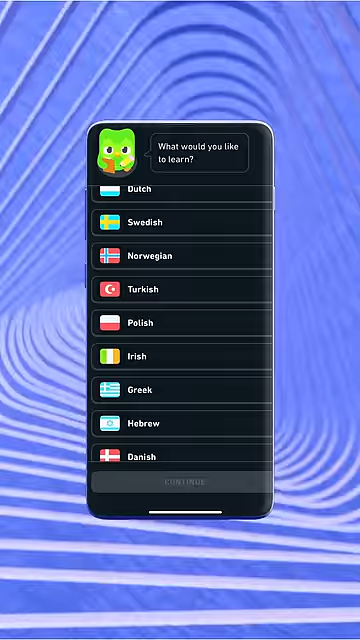 What would you like
to learn?
Dutch
Swedish
Norwegian
Turkish
Polish
Irish
Greek
Hebrew
Danish
CONTINUE